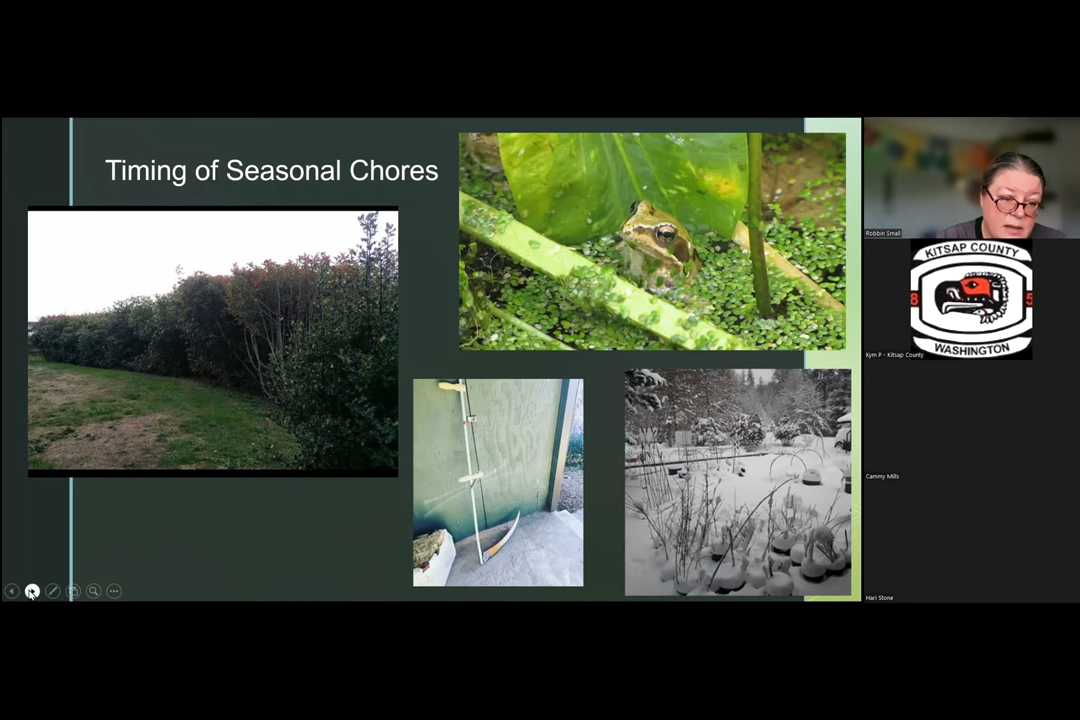 Timing of Seasonal Chores
Robbin Small
KITSAP COUNTY
8 5
WASHINGTON
Kym P - Kitsap County
Cammy Mills
Hari Stone